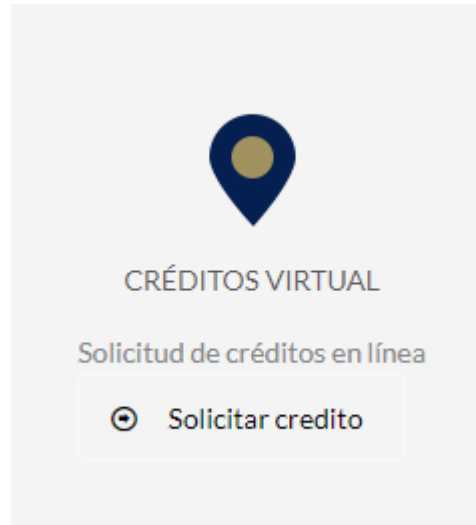 CRÉDITOS VIRTUAL
Solicitud de créditos en línea
Solicitar credito